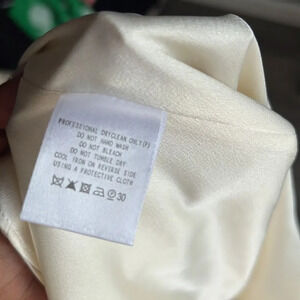 PROFESSIONAL DRYCLEAN ONLY(P)
DO NOT HAND WASH
DO NOT BLEACH
DO NOT TUMBLE DRY
COOL IRON ON REVERSE SIDE
USING A PROTECTIVE CLOTH
30